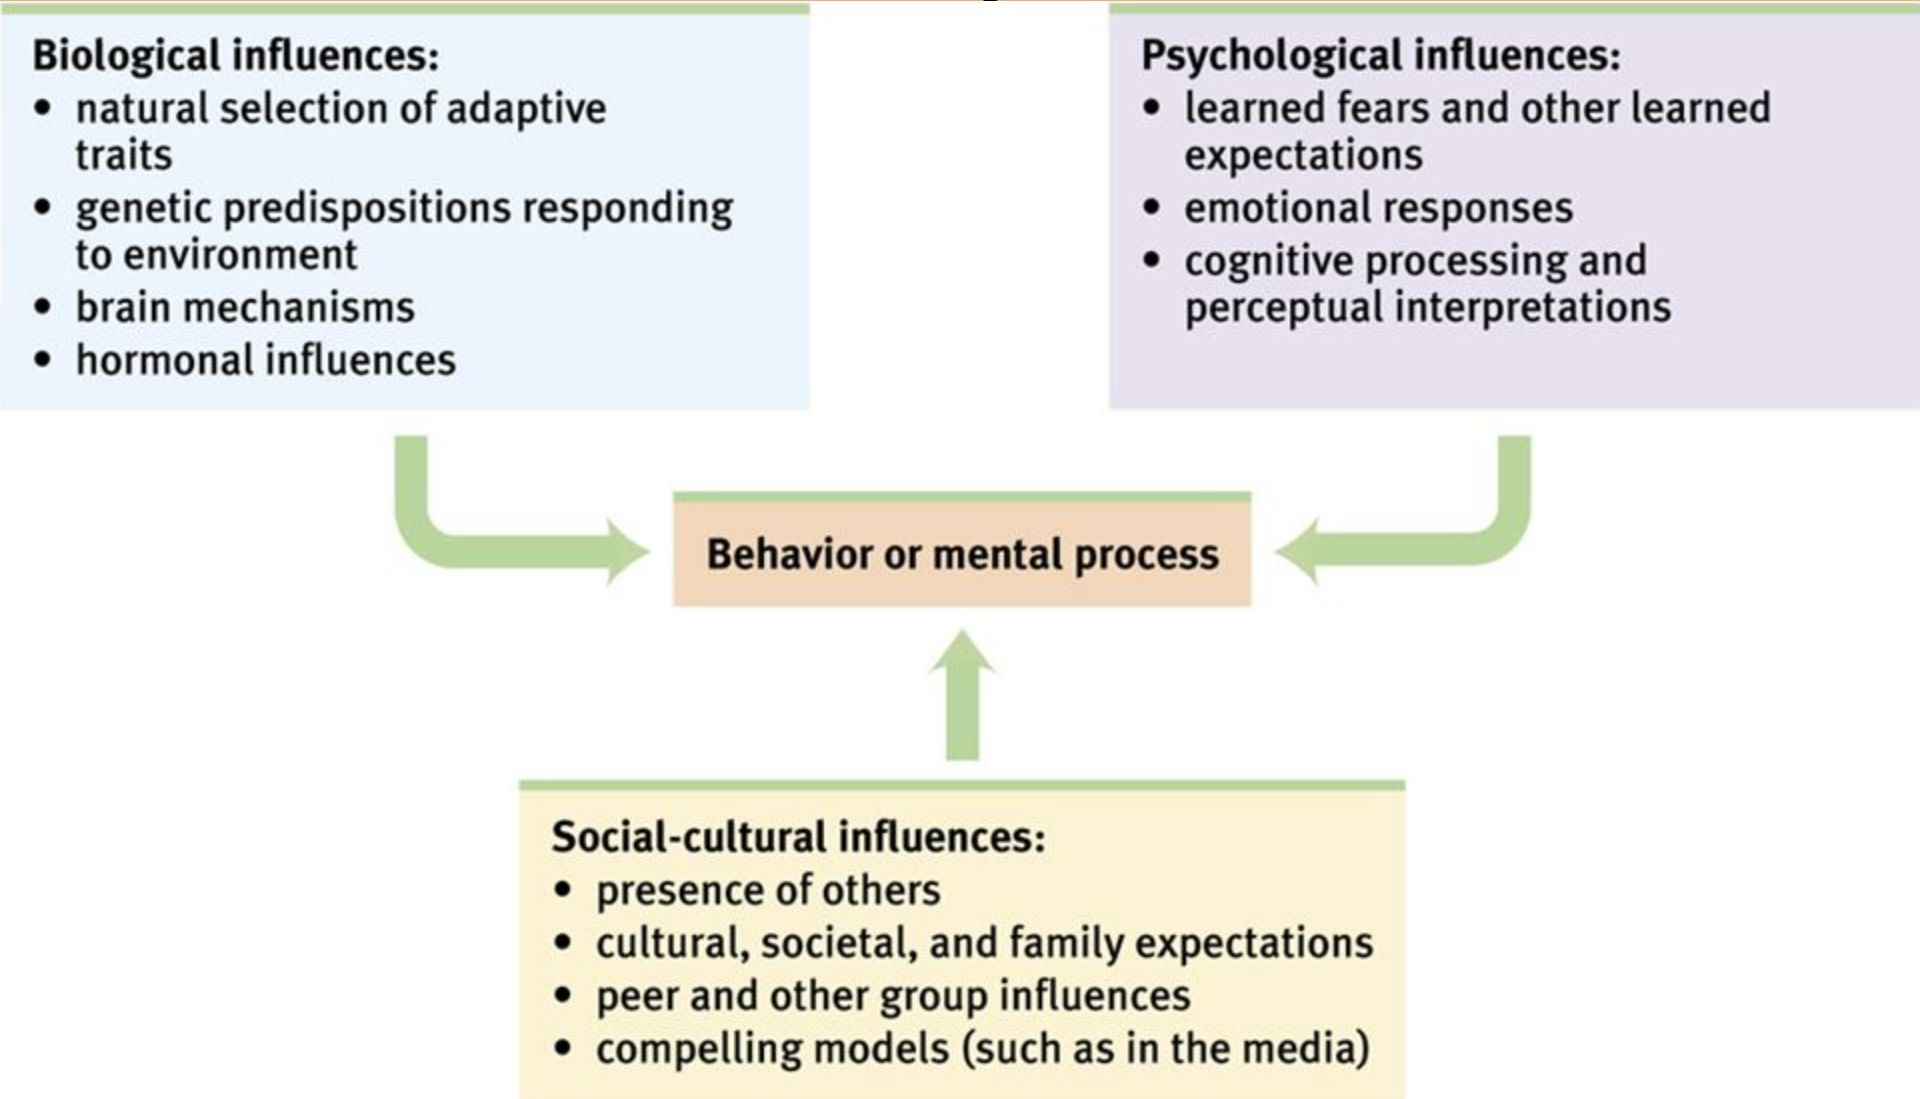 Biological influences:
• natural selection of adaptive
traits
• genetic predispositions responding
to environment
• brain mechanisms
• hormonal influences
Psychological influences:
• learned fears and other learned
expectations
• emotional responses
• cognitive processing and
perceptual interpretations
Behavior or mental process
Social-cultural influences:
• presence of others
• cultural, societal, and family expectations
• peer and other group influences
• compelling models (such as in the media)